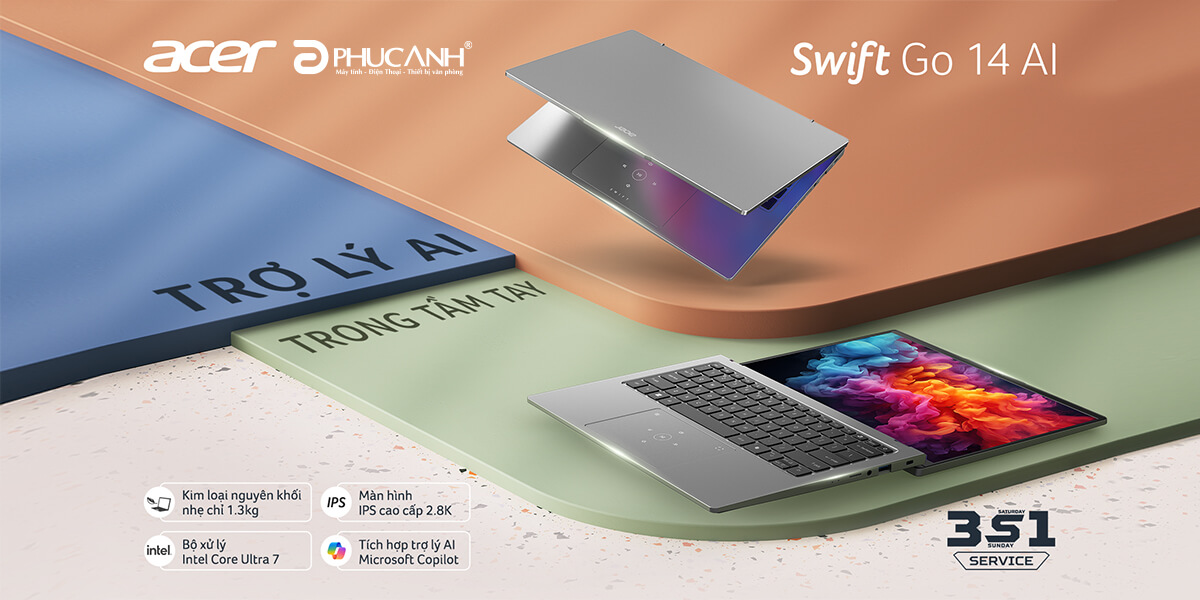 acer
PHUCANH®
Máy tính - Điện Thoại - Thiết bị văn phòng
Swift Go 14 AI
acer
SWIFT
TRỢ LÝ AI
TRONG TẦM TAY
Kim loại nguyên khối
nhẹ chỉ 1.3kg
IPS
Màn hình
IPS cao cấp 2.8K
intel
Bộ xử lý
Intel Core Ultra 7
Tích hợp trợ lý AI
Microsoft Copilot
SATURDAY
3S1
SUNDAY
SERVICE